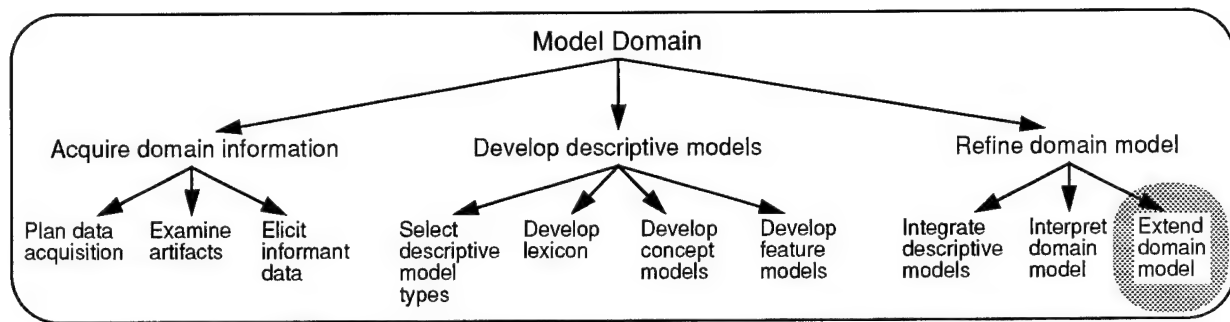 Model Domain
Acquire domain information
Develop descriptive models
Refine domain model
Plan data
acquisition
Examine
artifacts
Elicit
informant
data
Select
descriptive
model
types
Develop
lexicon
Develop
concept
models
Develop
feature
models
Integrate
descriptive
models
Interpret
domain
model
Extend
domain
model